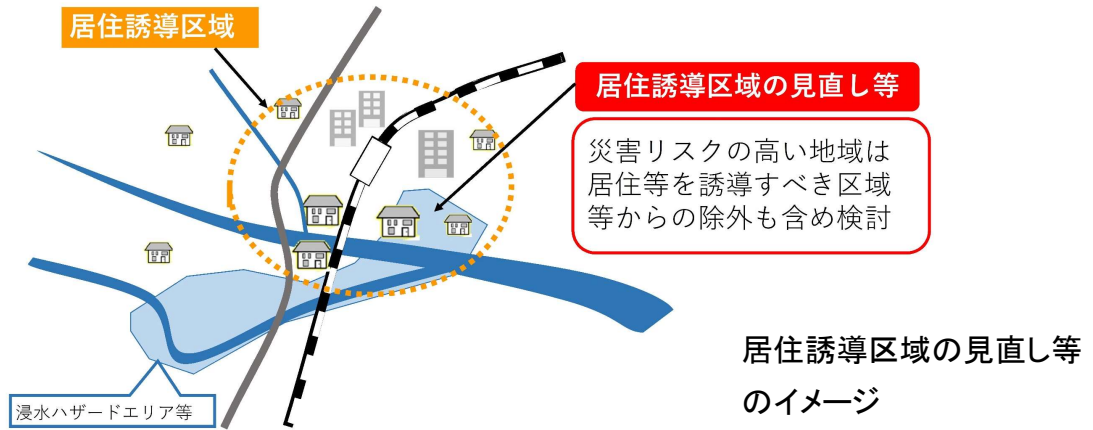 居住誘導区域
居住誘導区域の見直し等
災害リスクの高い地域は
居住等を誘導すべき区域
等からの除外も含め検討
浸水ハザードエリア等
居住誘導区域の見直し等
のイメージ